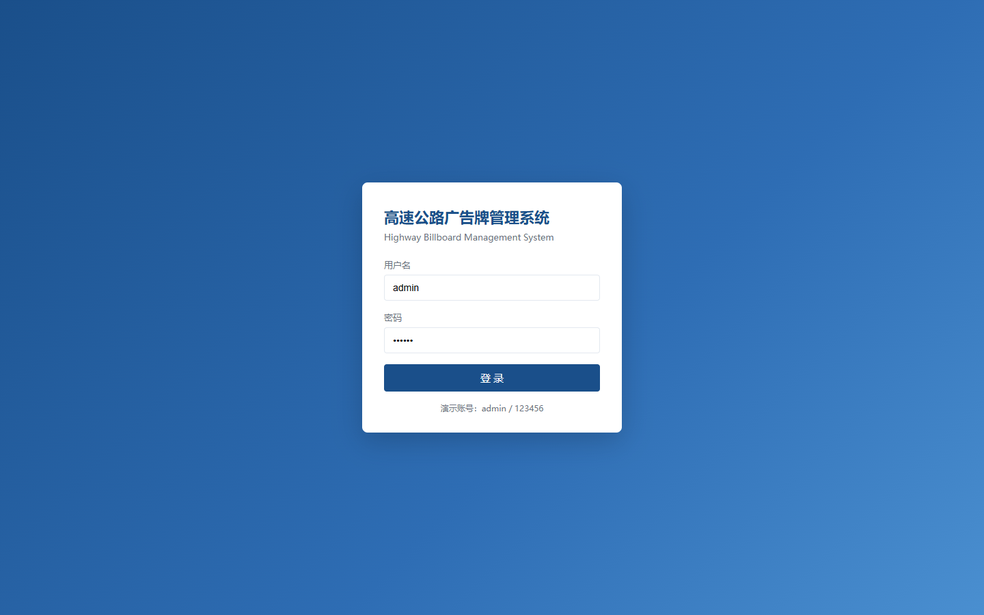 高速公路广告牌管理系统
Highway Billboard Management System
用户名
admin
密码
••••••
登 录
演示账号：admin / 123456